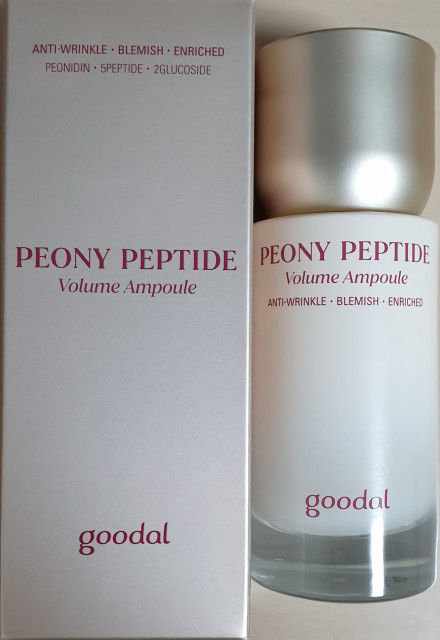 ANTI-WRINKLE • BLEMISH • ENRICHED
PEONIDIN • 5PEPTIDE • 2GLUCOSIDE
PEONY PEPTIDE
Volume Ampoule
goodal
PEONY PEPTIDE
Volume Ampoule
ANTI-WRINKLE • BLEMISH • ENRICHED
goodal